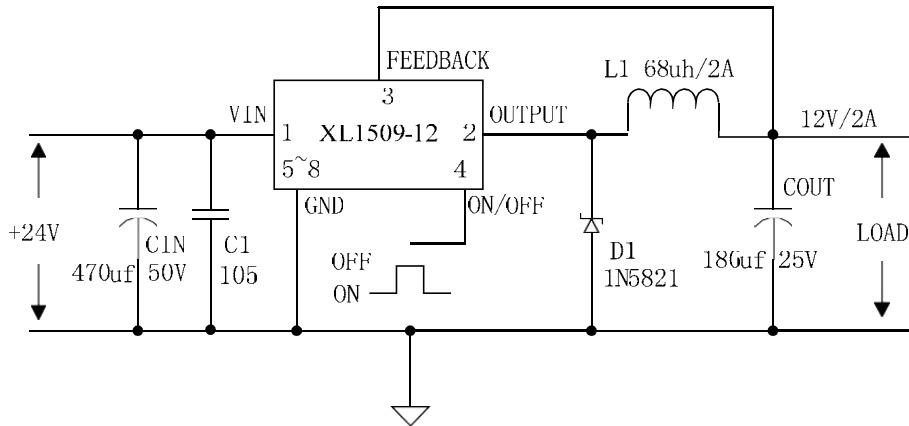 FEEDBACK
L1 68uh/2A
3
VIN
OUTPUT
1 XL1509-12 2
12V/2A
5~8
4
GND
ON/OFF
COUT
+24V
CIN
C1
LOAD
470uf 50V
105
OFF
D1
180uf 25V
ON
1N5821